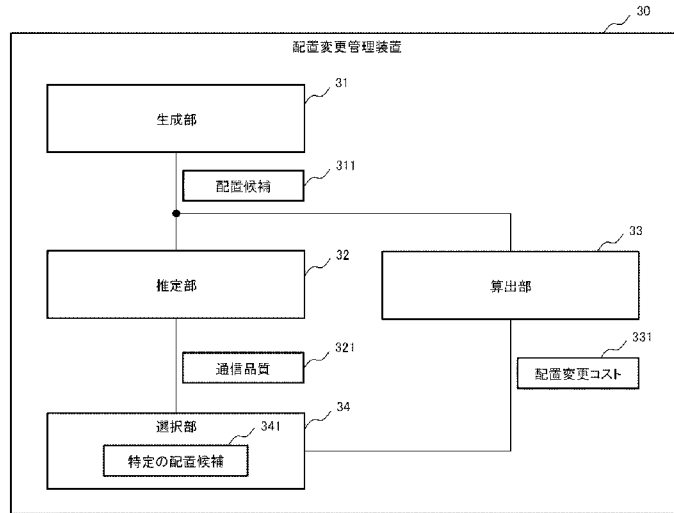 30
配置変更管理装置
31
生成部
311
配置候補
32
推定部
33
算出部
321
通信品質
331
配置変更コスト
34
選択部
341
特定の配置候補